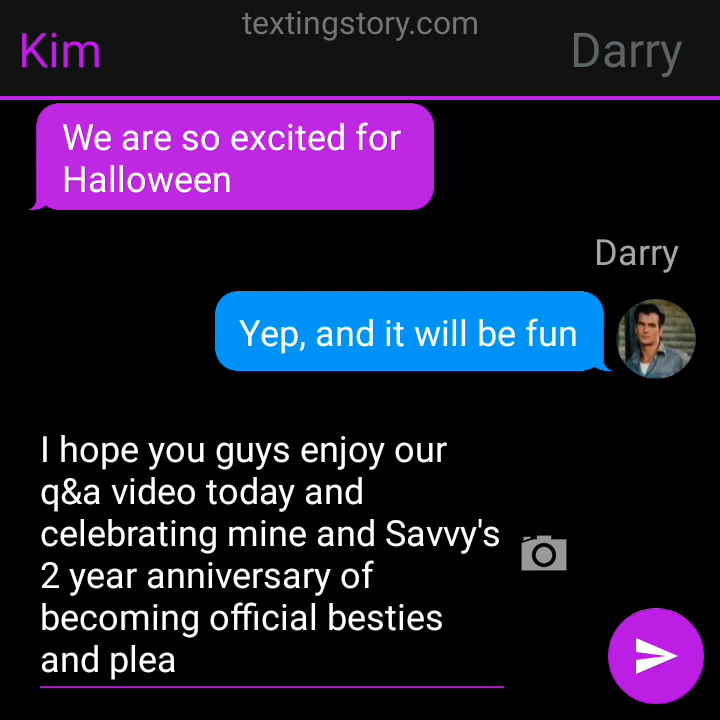 textingstory.com
Kim
Darry
We are so excited for
Halloween
Darry
Yep, and it will be fun
I hope you guys enjoy our
q&a video today and
celebrating mine and Savvy's
2 year anniversary of
becoming official besties
and plea